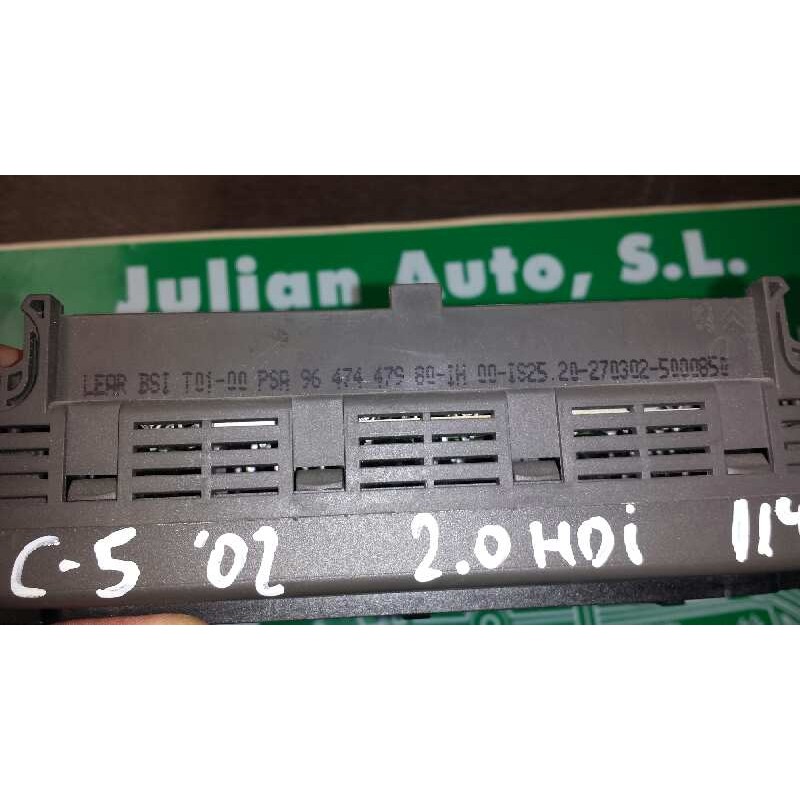 Julian Auto, S.L.
LEAR BSI T01-00 PSA 96 474 479 80-IH 00-IS25.20-270302-5000850
C-5 '02 2.0 HDi 114